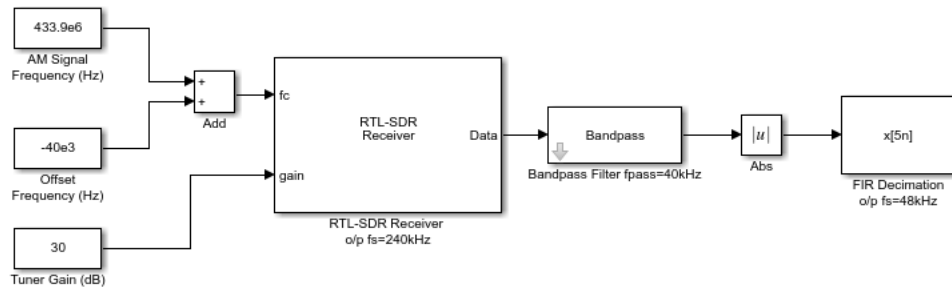 433.9e6
AM Signal
Frequency (Hz)
-40e3
Offset
Frequency (Hz)
30
Tuner Gain (dB)
+
+
Add
fc
gain
RTL-SDR
Receiver
Data
RTL-SDR Receiver
o/p fs=240kHz
Bandpass
Bandpass Filter fpass=40kHz
|u|
Abs
x[5n]
FIR Decimation
o/p fs=48kHz